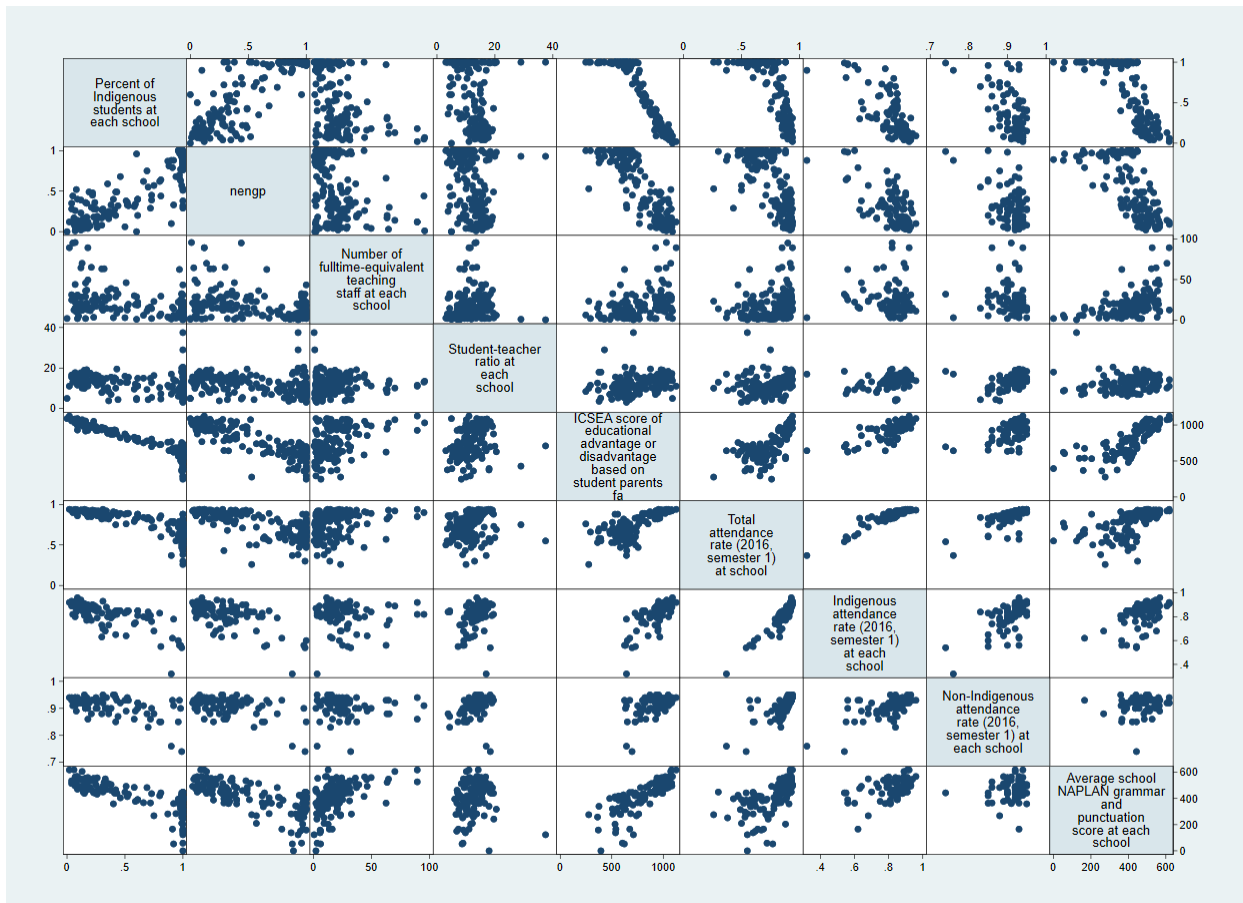 0 .5 1 0 20 40 0 .5 1 .7 .8 .9 1
Percent of
Indigenous
students at
each school
1
.5
0
1
.5
0
nengp
Number of
fulltime-equivalent
teaching
staff at each
school
100
50
0
40
20
0
Student-teacher
ratio at
each
school
ICSEA score of
educational
advantage or
disadvantage
based on
student parents
fa
1000
500
0
1
.5
0
Total
attendance
rate (2016,
semester 1)
at school
Indigenous
attendance
rate (2016,
semester 1)
at each
school
1
.8
.6
.4
1
.9
.8
.7
Non-Indigenous
attendance
rate (2016,
semester 1) at
each school
Average school
NAPLAN grammar
and
punctuation
score at each
school
600
400
200
0
0 .5 1 0 50 100 0 500 1000 .4 .6 .8 1 0 200 400 600